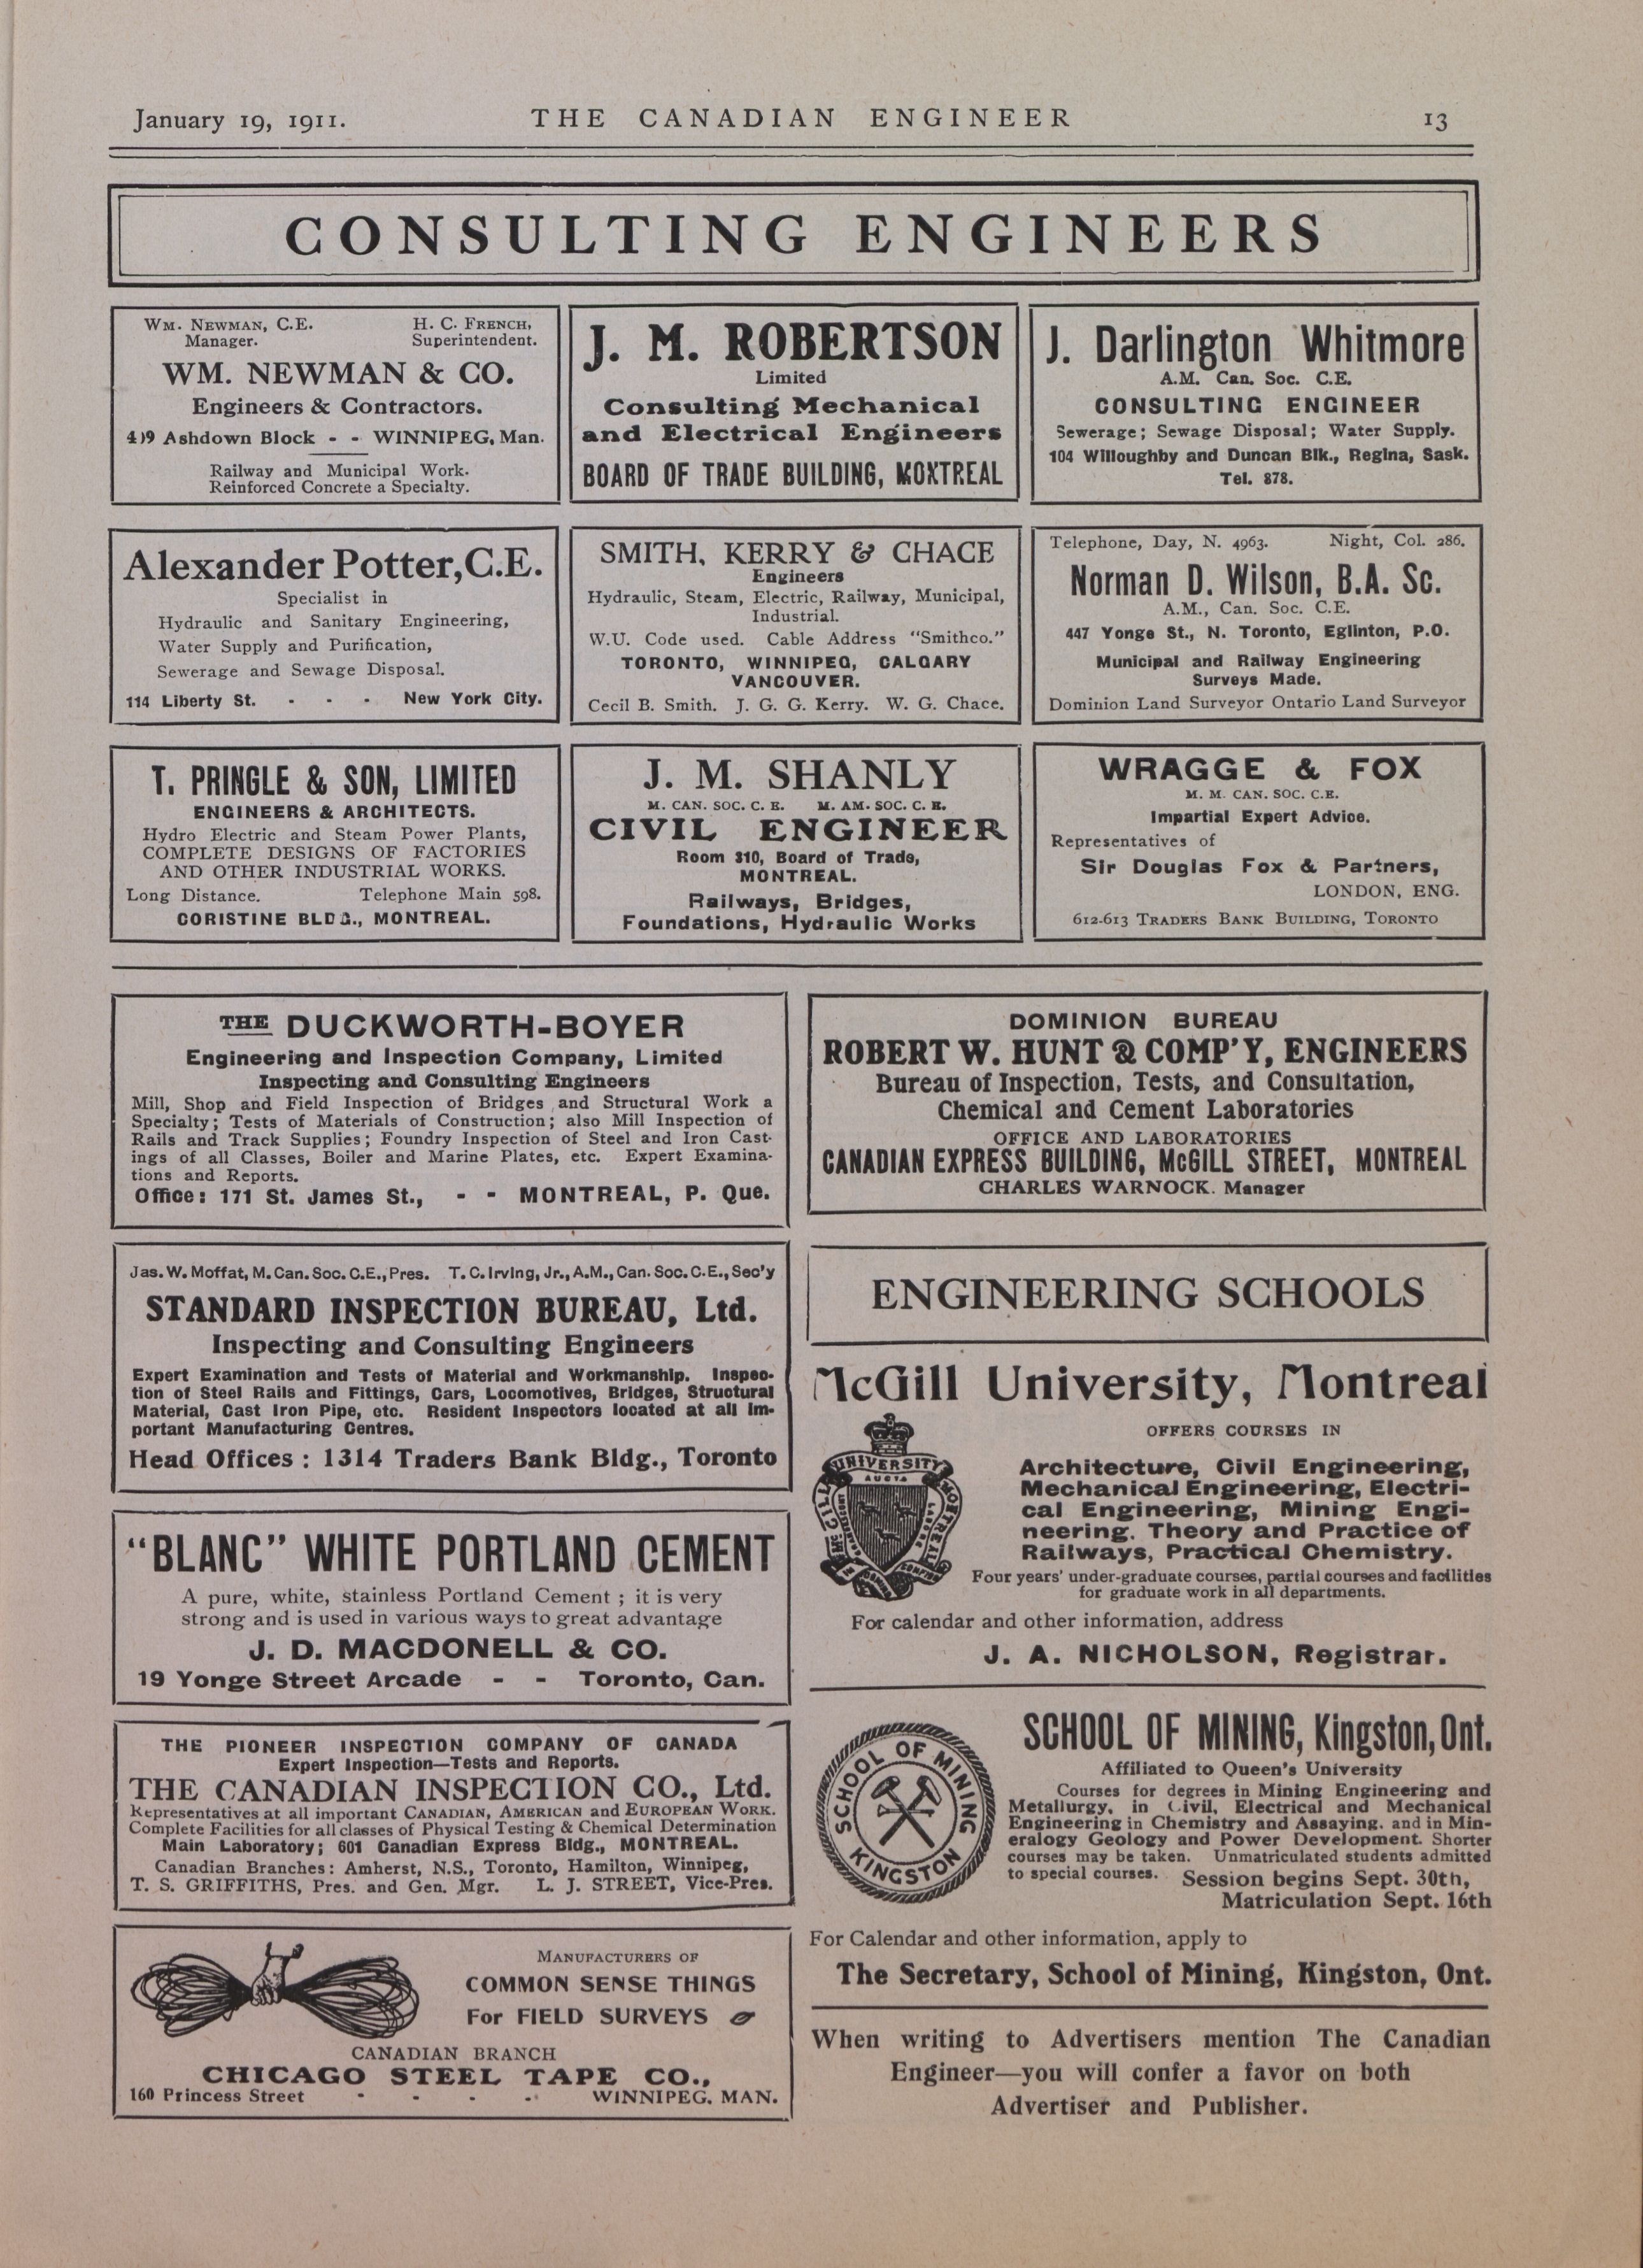 January 19, 1911.
THE CANADIAN ENGINEER
13
CONSULTING ENGINEERS
WM. NEWMAN, C.E. H. C. FRENCH,
Manager. Superintendent.
WM. NEWMAN & CO.
Engineers & Contractors.
419 Ashdown Block - - WINNIPEG, Man.
Railway and Municipal Work.
Reinforced Concrete a Specialty.
J. M. ROBERTSON
Limited
Consulting Mechanical
and Electrical Engineers
BOARD OF TRADE BUILDING, MONTREAL
J. Darlington Whitmore
A.M. Can. Soc. C.E.
CONSULTING ENGINEER
Sewerage; Sewage Disposal; Water Supply.
104 Willoughby and Duncan Blk., Regina, Sask.
Tel. 878.
Alexander Potter, C.E.
Specialist in
Hydraulic and Sanitary Engineering,
Water Supply and Purification,
Sewerage and Sewage Disposal.
114 Liberty St. - - - New York City.
SMITH, KERRY & CHACE
Engineers
Hydraulic, Steam, Electric, Railway, Municipal,
Industrial.
W.U. Code used. Cable Address "Smithco."
TORONTO, WINNIPEG, CALGARY
VANCOUVER.
Cecil B. Smith. J. G. G. Kerry. W. G. Chace.
Telephone, Day, N. 4963. Night, Col. 286.
Norman D. Wilson, B.A. Sc.
A.M., Can. Soc. C.E.
447 Yonge St., N. Toronto, Eglinton, P.O.
Municipal and Railway Engineering
Surveys Made.
Dominion Land Surveyor Ontario Land Surveyor
T. PRINGLE & SON, LIMITED
ENGINEERS & ARCHITECTS.
Hydro Electric and Steam Power Plants,
COMPLETE DESIGNS OF FACTORIES
AND OTHER INDUSTRIAL WORKS.
Long Distance. Telephone Main 598.
CORISTINE BLDG., MONTREAL.
J. M. SHANLY
M. CAN. SOC. C. E. M. AM. SOC. C. E.
CIVIL ENGINEER
Room 310, Board of Trade,
MONTREAL.
Railways, Bridges,
Foundations, Hydraulic Works
WRAGGE & FOX
M. M. CAN. SOC. C.E.
Impartial Expert Advice.
Representatives of
Sir Douglas Fox & Partners,
LONDON, ENG.
612-613 TRADERS BANK BUILDING, TORONTO
THE DUCKWORTH-BOYER
Engineering and Inspection Company, Limited
Inspecting and Consulting Engineers
Mill, Shop and Field Inspection of Bridges and Structural Work a
Specialty; Tests of Materials of Construction; also Mill Inspection of
Rails and Track Supplies; Foundry Inspection of Steel and Iron Cast-
ings of all Classes, Boiler and Marine Plates, etc. Expert Examina-
tions and Reports.
Office: 171 St. James St., - - MONTREAL, P. Que.
DOMINION BUREAU
ROBERT W. HUNT & COMP'Y, ENGINEERS
Bureau of Inspection, Tests, and Consultation,
Chemical and Cement Laboratories
OFFICE AND LABORATORIES
CANADIAN EXPRESS BUILDING, McGILL STREET, MONTREAL
CHARLES WARNOCK. Manager
Jas. W. Moffat, M. Can. Soc. C.E., Pres. T. C. Irving, Jr., A.M., Can. Soc. C.E., Sec'y
STANDARD INSPECTION BUREAU, Ltd.
Inspecting and Consulting Engineers
Expert Examination and Tests of Material and Workmanship. Inspec-
tion of Steel Rails and Fittings, Cars, Locomotives, Bridges, Structural
Material, Cast Iron Pipe, etc. Resident Inspectors located at all im-
portant Manufacturing Centres.
Head Offices : 1314 Traders Bank Bldg., Toronto
"BLANC" WHITE PORTLAND CEMENT
A pure, white, stainless Portland Cement ; it is very
strong and is used in various ways to great advantage
J. D. MACDONELL & CO.
19 Yonge Street Arcade - - Toronto, Can.
THE PIONEER INSPECTION COMPANY OF CANADA
Expert Inspection—Tests and Reports.
THE CANADIAN INSPECTION CO., Ltd.
Representatives at all important CANADIAN, AMERICAN and EUROPEAN WORK.
Complete Facilities for all classes of Physical Testing & Chemical Determination
Main Laboratory; 601 Canadian Express Bldg., MONTREAL.
Canadian Branches: Amherst, N.S., Toronto, Hamilton, Winnipeg,
T. S. GRIFFITHS, Pres. and Gen. Mgr. L. J. STREET, Vice-Pres.
MANUFACTURERS OF
COMMON SENSE THINGS
For FIELD SURVEYS
CANADIAN BRANCH
CHICAGO STEEL TAPE CO.,
160 Princess Street - - - - WINNIPEG, MAN.
ENGINEERING SCHOOLS
McGill University, Montreal
OFFERS COURSES IN
UNIVERSITY
McGILL
MONTREAL
Architecture, Civil Engineering,
Mechanical Engineering, Electri-
cal Engineering, Mining Engi-
neering. Theory and Practice of
Railways, Practical Chemistry.
Four years' under-graduate courses, partial courses and facilities
for graduate work in all departments.
For calendar and other information, address
J. A. NICHOLSON, Registrar.
SCHOOL OF MINING
KINGSTON
SCHOOL OF MINING, Kingston, Ont.
Affiliated to Queen's University
Courses for degrees in Mining Engineering and
Metallurgy, in Civil, Electrical and Mechanical
Engineering in Chemistry and Assaying, and in Min-
eralogy Geology and Power Development. Shorter
courses may be taken. Unmatriculated students admitted
to special courses. Session begins Sept. 30th,
Matriculation Sept. 16th
For Calendar and other information, apply to
The Secretary, School of Mining, Kingston, Ont.
When writing to Advertisers mention The Canadian
Engineer—you will confer a favor on both
Advertiser and Publisher.